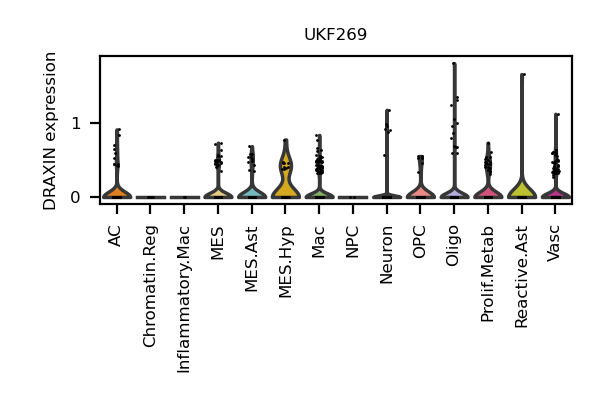 UKF269
DRAXIN expression
1
0
AC
Chromatin.Reg
Inflammatory.Mac
MES
MES.Ast
MES.Hyp
Mac
NPC
Neuron
OPC
Oligo
Prolif.Metab
Reactive.Ast
Vasc